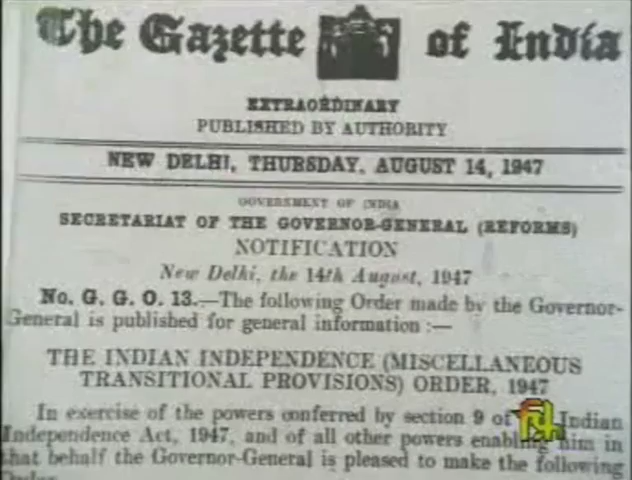 The Gazette of India
EXTRAORDINARY
PUBLISHED BY AUTHORITY
NEW DELHI, THURSDAY, AUGUST 14, 1947
GOVERNMENT OF INDIA
SECRETARIAT OF THE GOVERNOR-GENERAL (REFORMS)
NOTIFICATION
New Delhi, the 14th August, 1947
No. G. G. O. 13.—The following Order made by the Governor-
General is published for general information :—
THE INDIAN INDEPENDENCE (MISCELLANEOUS
TRANSITIONAL PROVISIONS) ORDER, 1947
In exercise of the powers conferred by section 9 of Indian
Independence Act, 1947, and of all other powers enabling him in
that behalf the Governor-General is pleased to make the following